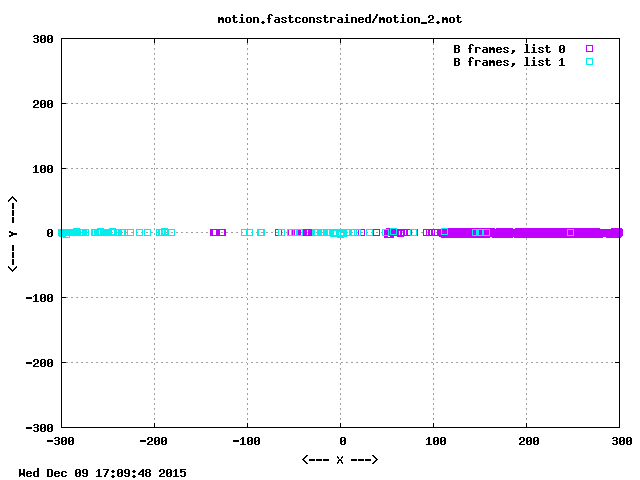 motion.fastconstrained/motion_2.mot
B frames, list 0
B frames, list 1
300
200
100
0
-100
-200
-300
<--- Y --->
-300 -200 -100 0 100 200 300
<--- X --->
Wed Dec 09 17:09:48 2015